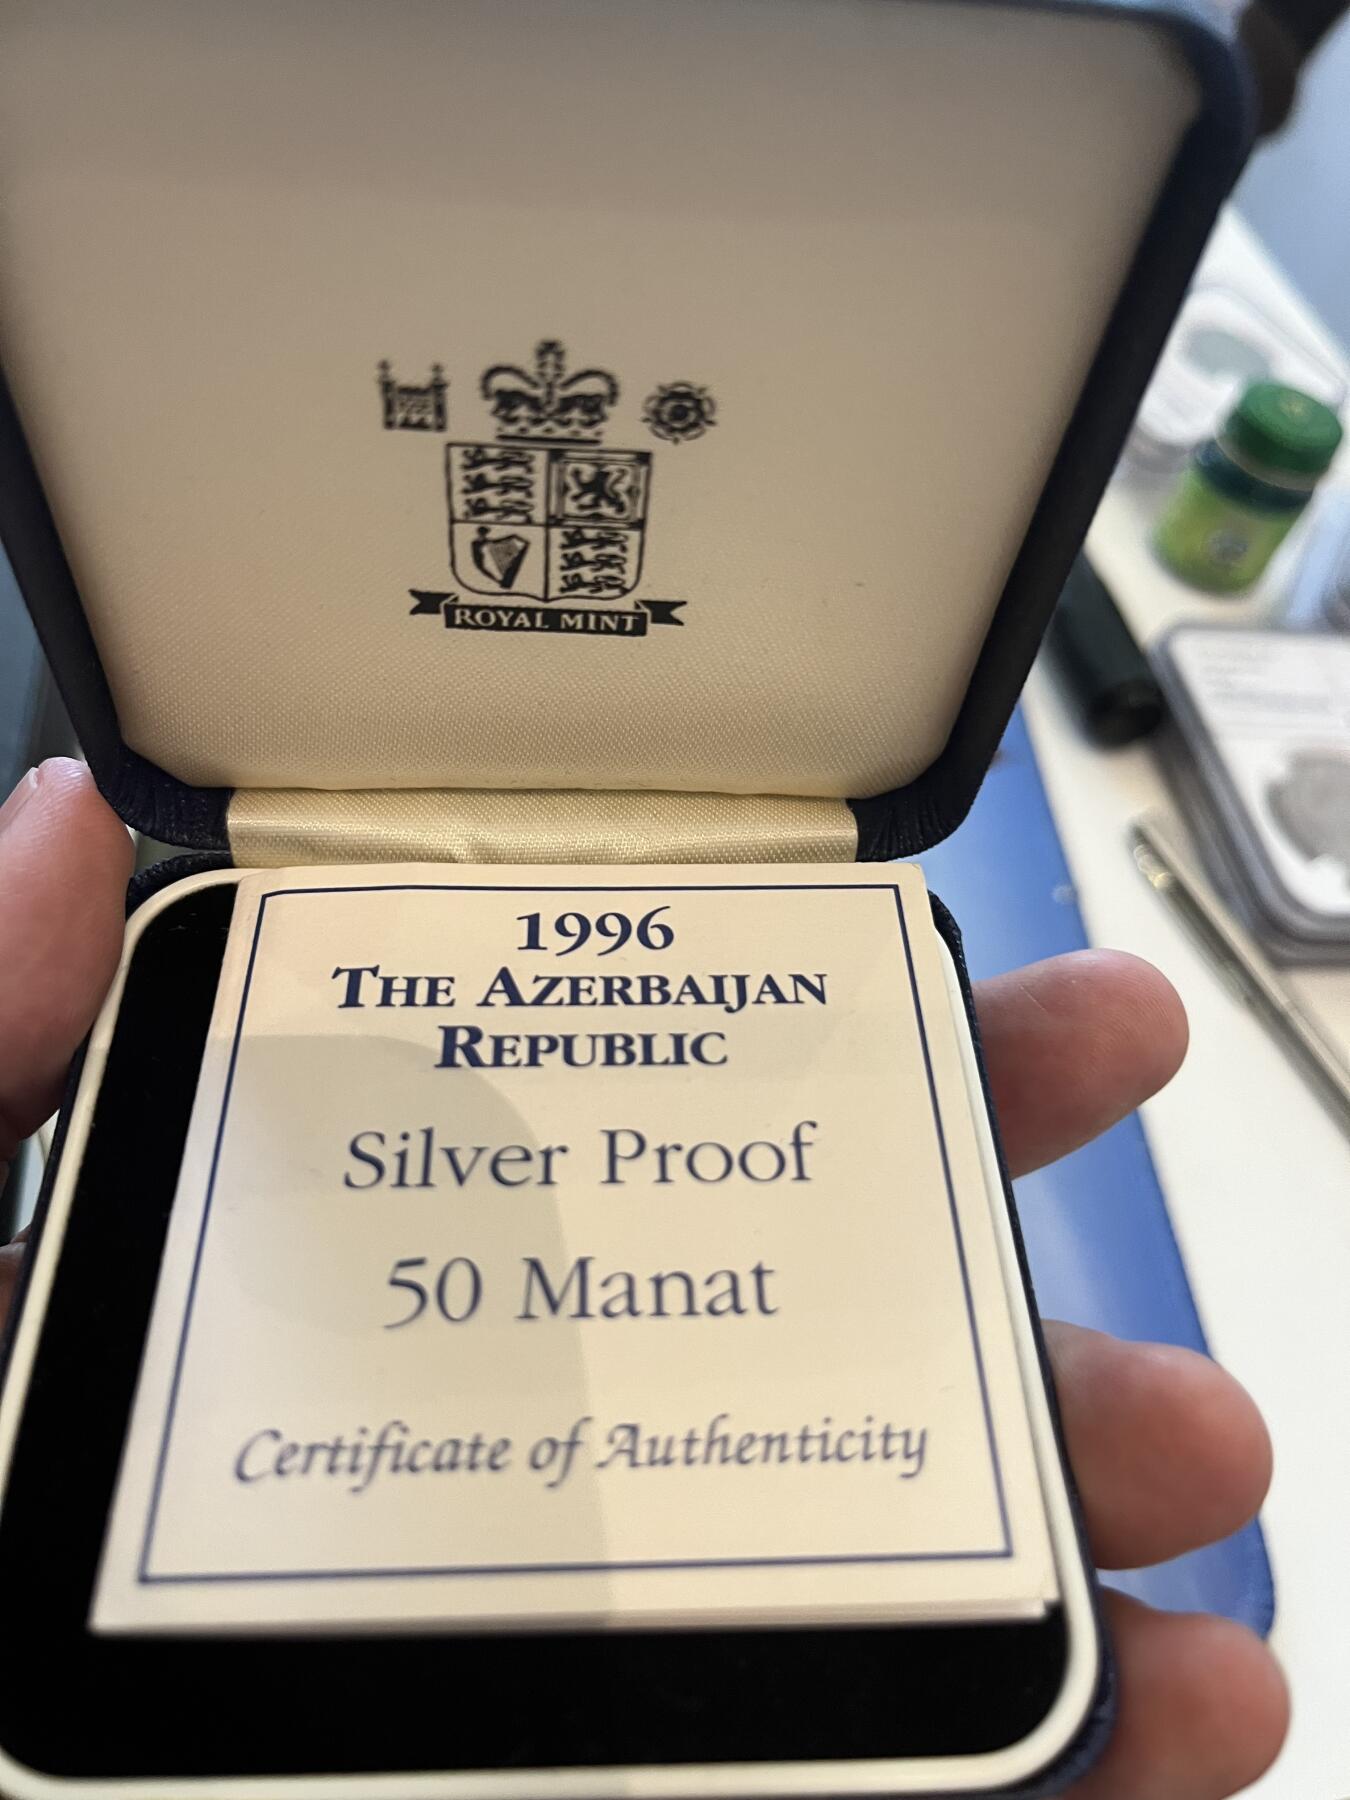 ROYAL MINT
1996
THE AZERBAIJAN
REPUBLIC
Silver Proof
50 Manat
Certificate of Authenticity